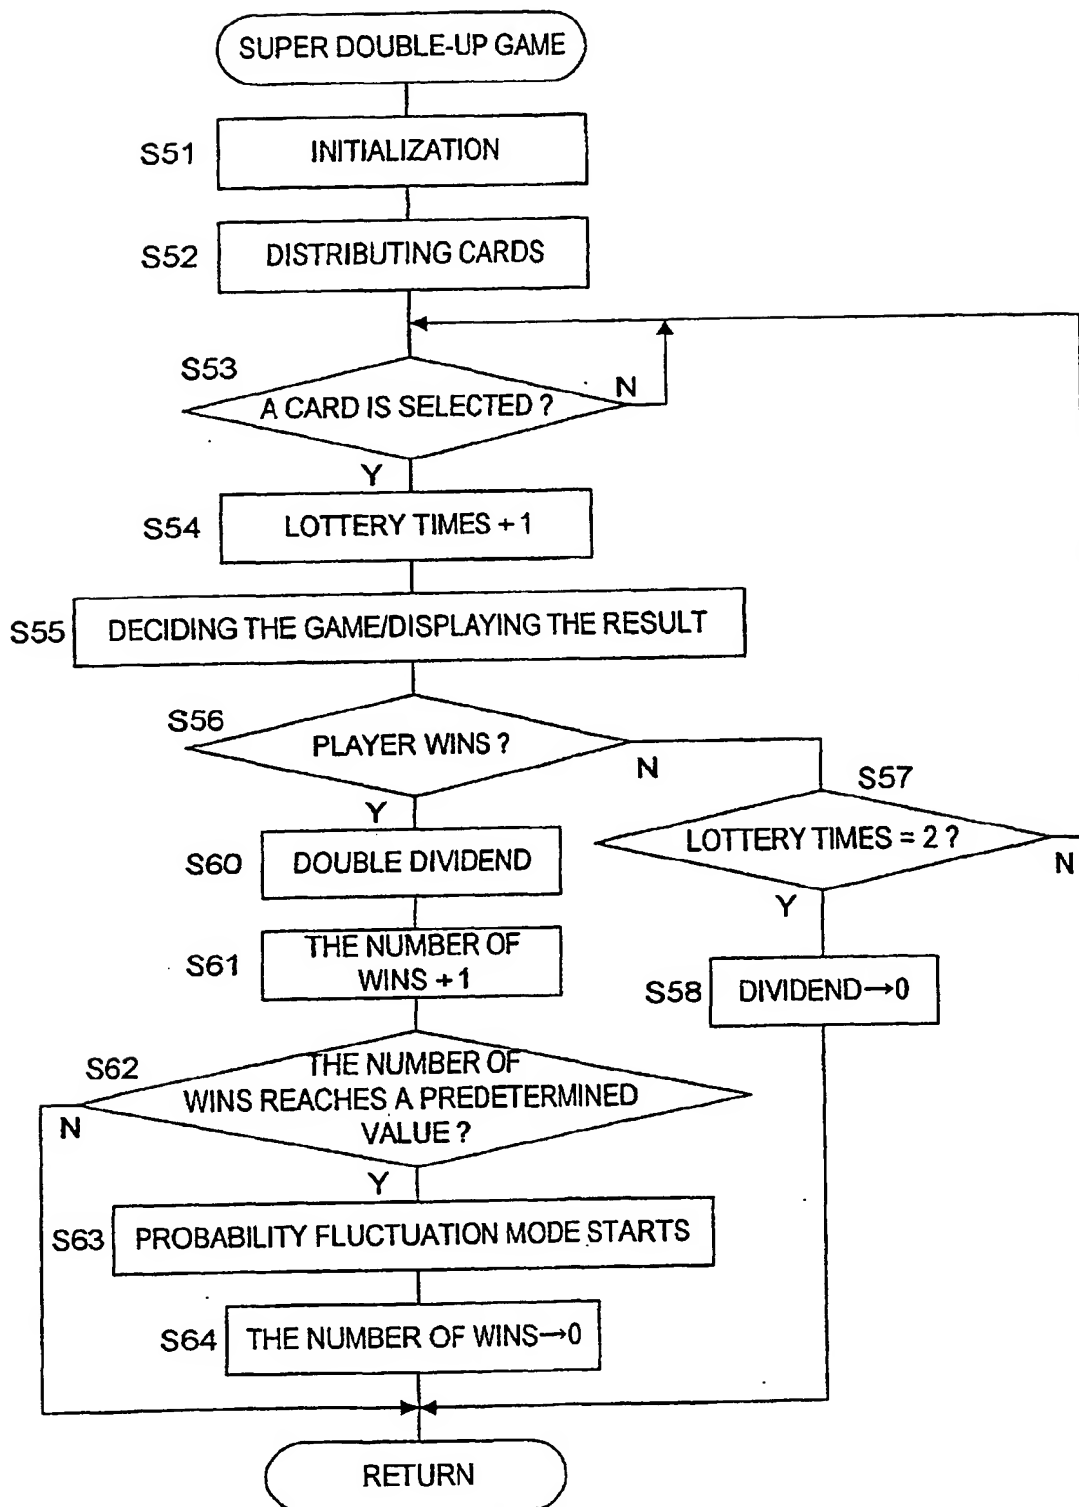 SUPER DOUBLE-UP GAME
S51
INITIALIZATION
S52
DISTRIBUTING CARDS
S53
A CARD IS SELECTED ?
N
Y
S54
LOTTERY TIMES + 1
S55
DECIDING THE GAME/DISPLAYING THE RESULT
S56
PLAYER WINS ?
N
Y
S57
LOTTERY TIMES = 2 ?
N
Y
S60
DOUBLE DIVIDEND
S61
THE NUMBER OF
WINS + 1
S58
DIVIDEND→0
S62
THE NUMBER OF
WINS REACHES A PREDETERMINED
VALUE ?
N
Y
S63
PROBABILITY FLUCTUATION MODE STARTS
S64
THE NUMBER OF WINS→0
RETURN